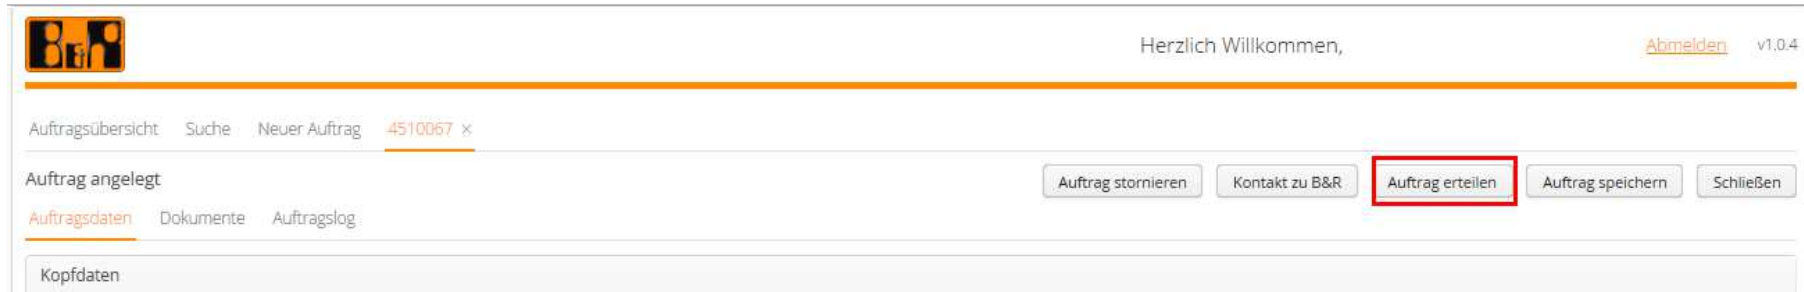 B&R
Herzlich Willkommen,
Abmelden v1.0.4
Auftragsübersicht Suche Neuer Auftrag 4510067 ×
Auftrag angelegt
Auftrag stornieren Kontakt zu B&R Auftrag erteilen Auftrag speichern Schließen
Auftragsdaten Dokumente Auftragslog
Kopfdaten